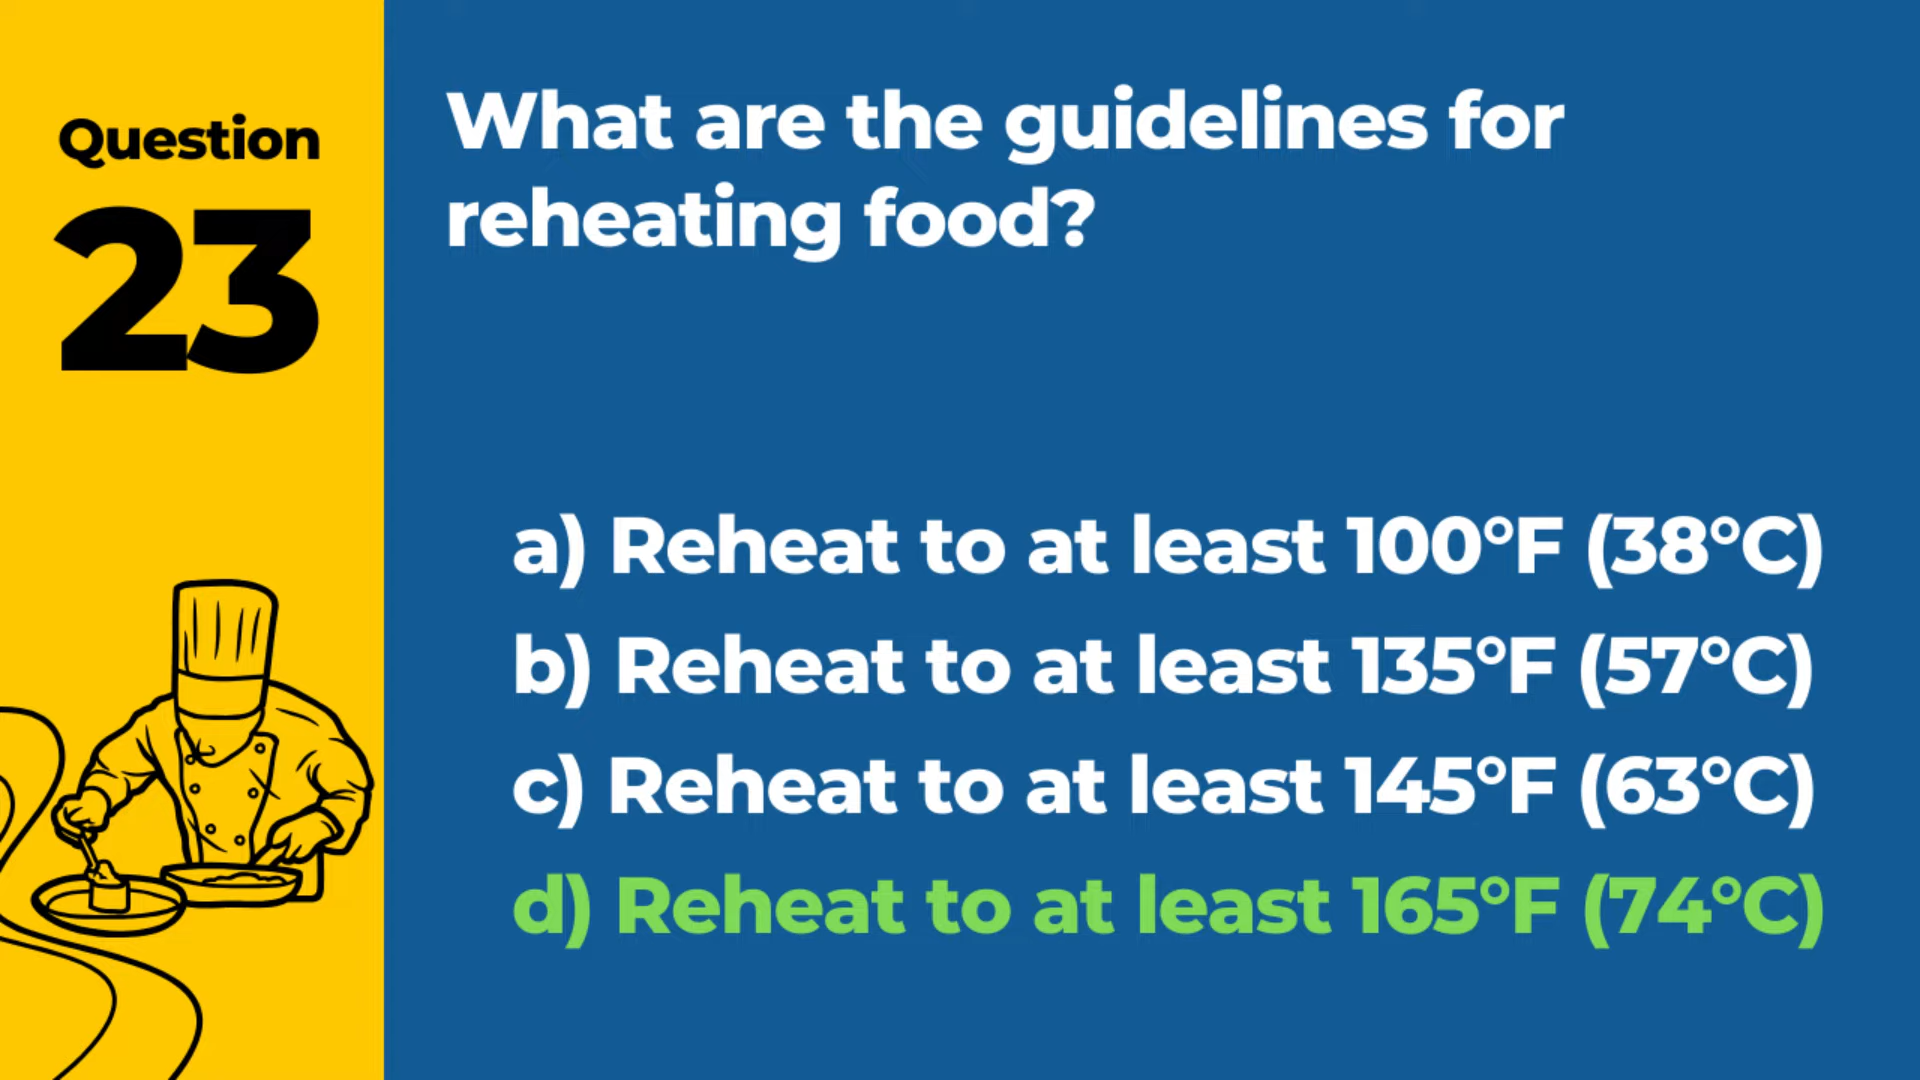 Question
23
What are the guidelines for
reheating food?
a) Reheat to at least 100°F (38°C)
b) Reheat to at least 135°F (57°C)
c) Reheat to at least 145°F (63°C)
d) Reheat to at least 165°F (74°C)